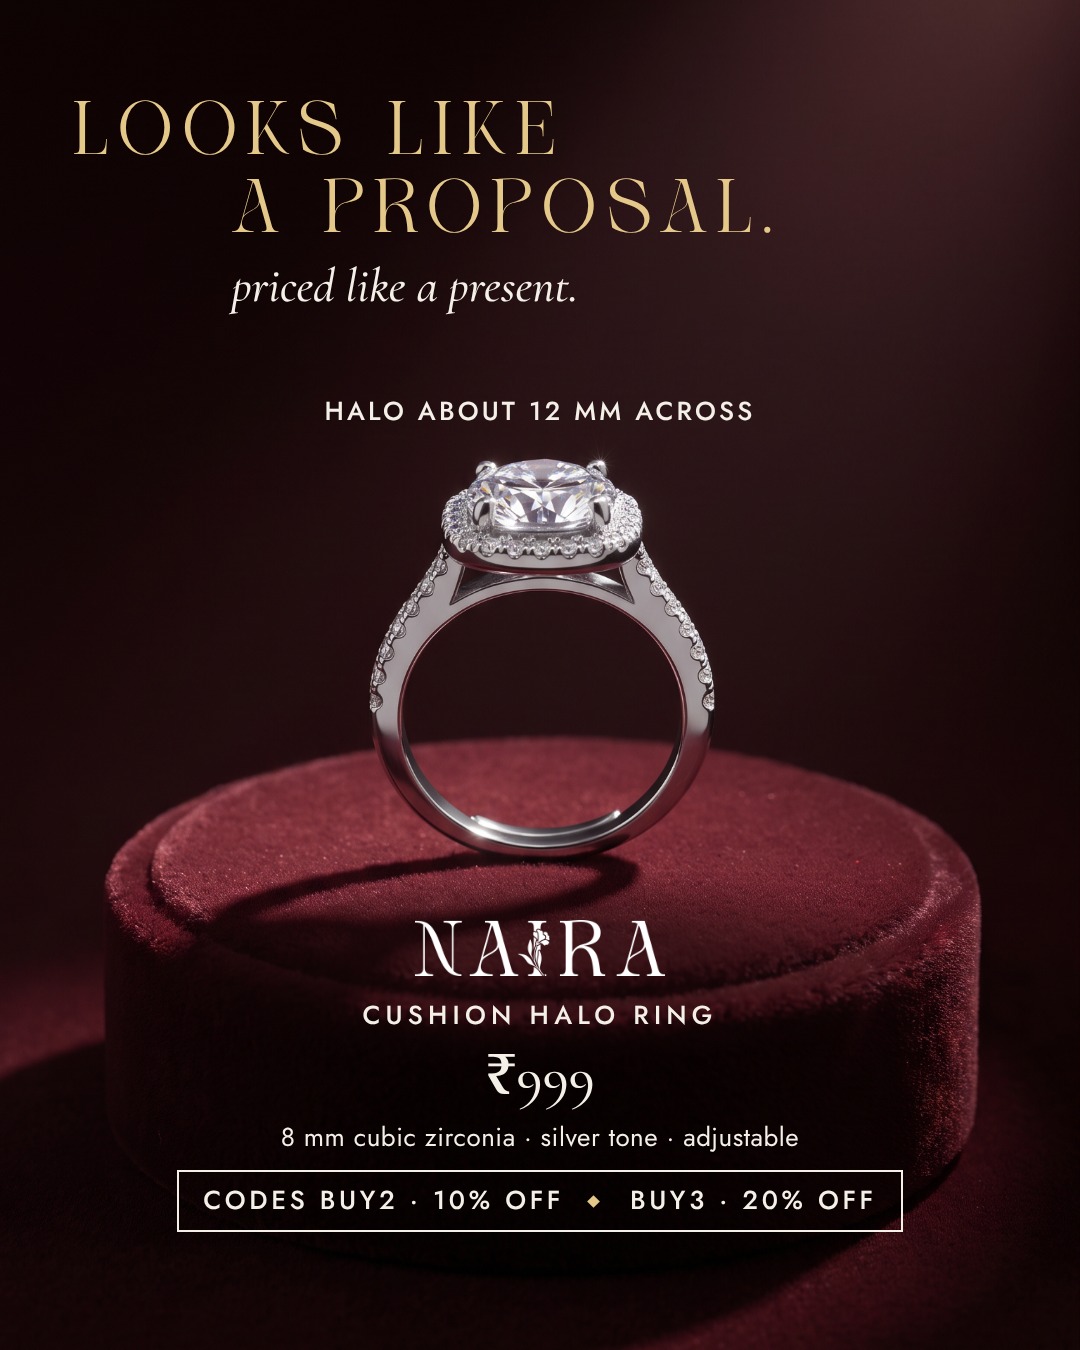 LOOKS LIKE
A PROPOSAL.
priced like a present.
HALO ABOUT 12 MM ACROSS
NAIRA
CUSHION HALO RING
₹999
8 mm cubic zirconia · silver tone · adjustable
CODES BUY2 · 10% OFF ◆ BUY3 · 20% OFF